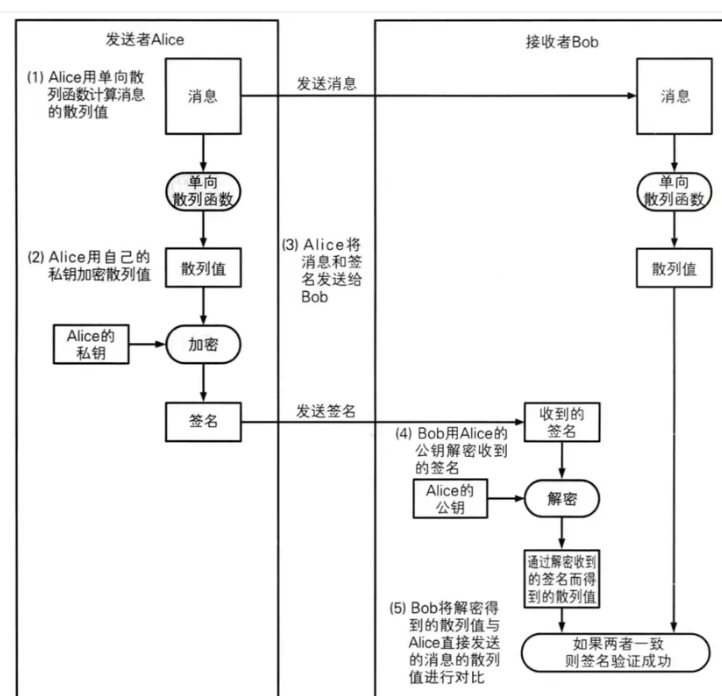 发送者Alice
接收者Bob
(1) Alice用单向散
列函数计算消息
的散列值
消息
发送消息
消息
单向
散列函数
单向
散列函数
(2) Alice用自己的
私钥加密散列值
散列值
(3) Alice将
消息和签
名发送给
Bob
散列值
Alice的
私钥
加密
签名
发送签名
收到的
签名
(4) Bob用Alice的
公钥解密收到
的签名
Alice的
公钥
解密
通过解密收到
的签名而得
到的散列值
(5) Bob将解密得
到的散列值与
Alice直接发送
的消息的散列
值进行对比
如果两者一致
则签名验证成功